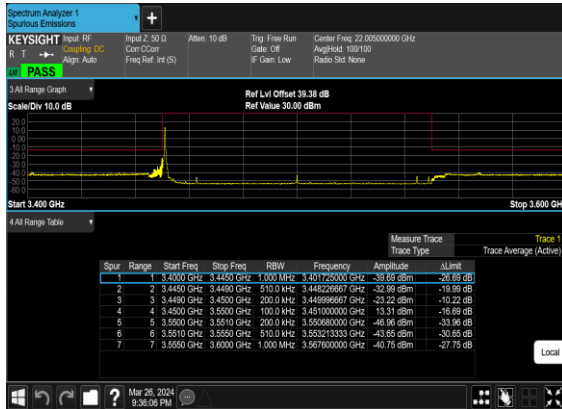 Spectrum Analyzer 1
Spurious Emissions
+
KEYSIGHT Input: RF Input Z: 50 Ω Atten: 10 dB Trig: Free Run Center Freq: 22.005000000 GHz
R T Coupling: DC Corr CCorr Gate: Off Avg|Hold: 100/100
Align: Auto Freq Ref: Int (S) IF Gain: Low Radio Std: None
PASS
3 All Range Graph
Ref Lvl Offset 39.38 dB
Scale/Div 10.0 dB Ref Value 30.00 dBm
20.0
10.0
0.00
-10.0
-20.0
-30.0
-40.0
-50.0
-60.0
Start 3.400 GHz Stop 3.600 GH
4 All Range Table
Measure Trace Trace 1
Trace Type Trace Average (Active)
Spur Range Start Freq Stop Freq RBW Frequency Amplitude ΔLimit
1 1 3.4000 GHz 3.4450 GHz 1.000 MHz 3.401725000 GHz -39.69 dBm -26.69 dB
2 2 3.4450 GHz 3.4490 GHz 510.0 kHz 3.448226667 GHz -32.99 dBm -19.99 dB
3 3 3.4490 GHz 3.4500 GHz 200.0 kHz 3.449996667 GHz -23.22 dBm -10.22 dB
4 4 3.4500 GHz 3.5500 GHz 100.0 kHz 3.451000000 GHz 13.31 dBm -16.69 dB
5 5 3.5500 GHz 3.5510 GHz 200.0 kHz 3.550680000 GHz -46.96 dBm -33.96 dB
6 6 3.5510 GHz 3.5550 GHz 510.0 kHz 3.553213333 GHz -43.65 dBm -30.65 dB
7 7 3.5550 GHz 3.6000 GHz 1.000 MHz 3.567600000 GHz -40.75 dBm -27.75 dB
Local
?
Mar 26, 2024
9:36:06 PM